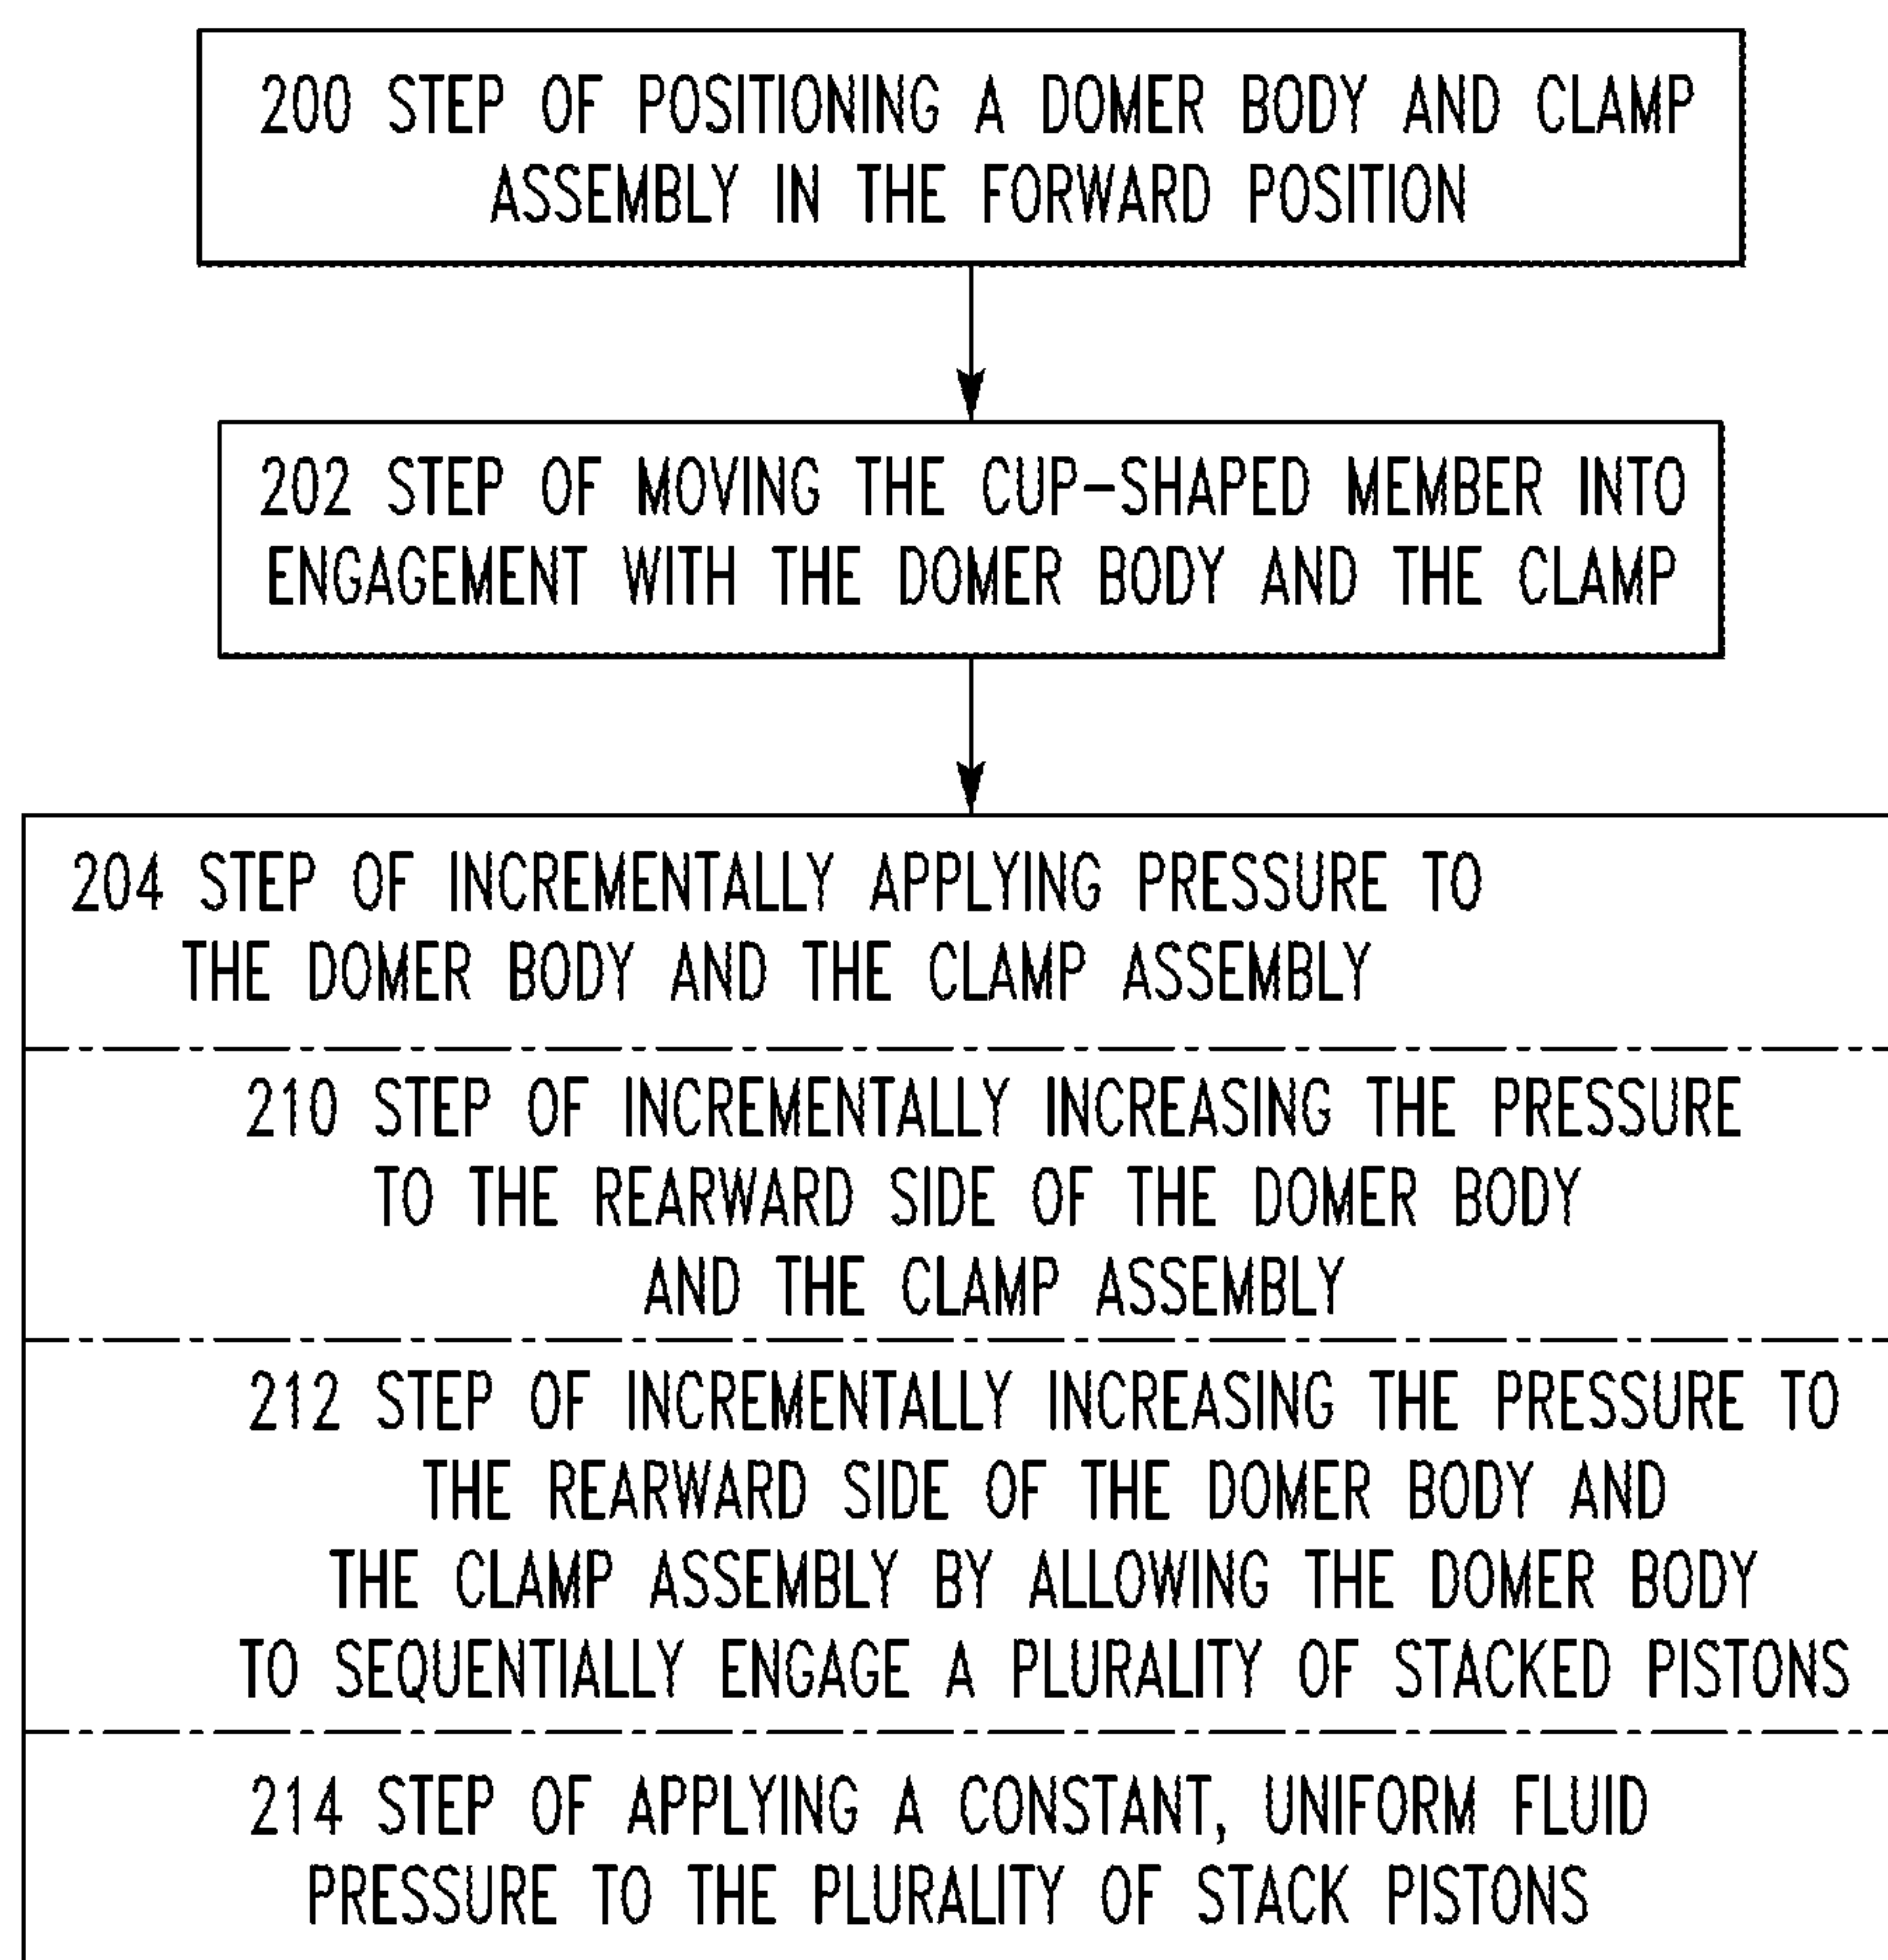 200 STEP OF POSITIONING A DOMER BODY AND CLAMP
ASSEMBLY IN THE FORWARD POSITION
202 STEP OF MOVING THE CUP-SHAPED MEMBER INTO
ENGAGEMENT WITH THE DOMER BODY AND THE CLAMP
204 STEP OF INCREMENTALLY APPLYING PRESSURE TO
THE DOMER BODY AND THE CLAMP ASSEMBLY
210 STEP OF INCREMENTALLY INCREASING THE PRESSURE
TO THE REARWARD SIDE OF THE DOMER BODY
AND THE CLAMP ASSEMBLY
212 STEP OF INCREMENTALLY INCREASING THE PRESSURE TO
THE REARWARD SIDE OF THE DOMER BODY AND
THE CLAMP ASSEMBLY BY ALLOWING THE DOMER BODY
TO SEQUENTIALLY ENGAGE A PLURALITY OF STACKED PISTONS
214 STEP OF APPLYING A CONSTANT, UNIFORM FLUID
PRESSURE TO THE PLURALITY OF STACK PISTONS